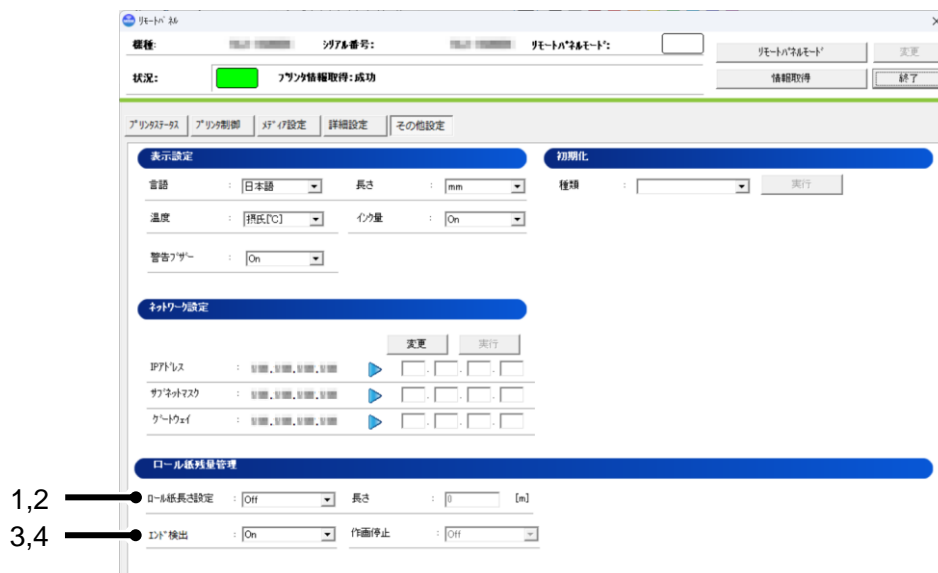 リモートパネル
機種: シリアル番号: リモートパネルモード: リモートパネルモード 変更
状況: プリンタ情報取得:成功 情報取得 終了
プリンタステータス プリンタ制御 メディア設定 詳細設定 その他設定
表示設定 初期化
言語 : 日本語 長さ : mm 種類 : 実行
温度 : 摂氏[℃] インク量 : On
警告ブザー : On
ネットワーク設定
変更 実行
IPアドレス :
サブネットマスク :
ゲートウェイ :
ロール紙残量管理
1,2 ロール紙長さ設定 : Off 長さ : 0 [m]
3,4 エンド検出 : On 作画停止 : Off